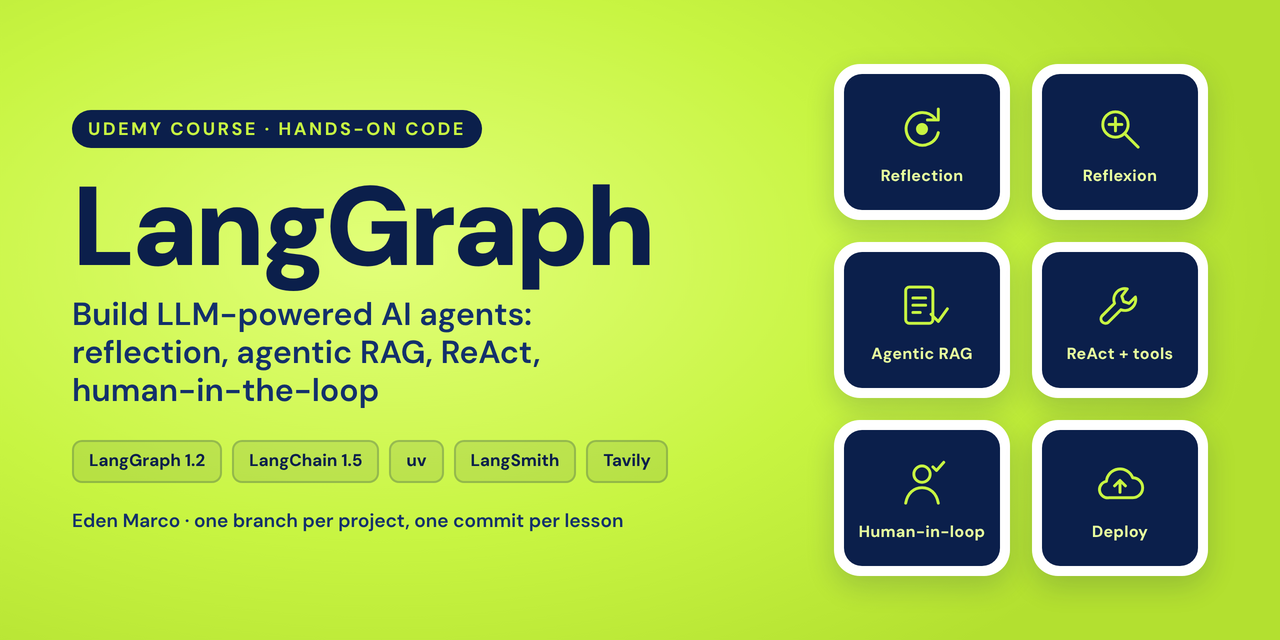 UDEMY COURSE · HANDS-ON CODE
LangGraph
Build LLM-powered AI agents:
reflection, agentic RAG, ReAct,
human-in-the-loop
LangGraph 1.2
LangChain 1.5
uv
LangSmith
Tavily
Eden Marco · one branch per project, one commit per lesson
Reflection
Reflexion
Agentic RAG
ReAct + tools
Human-in-loop
Deploy